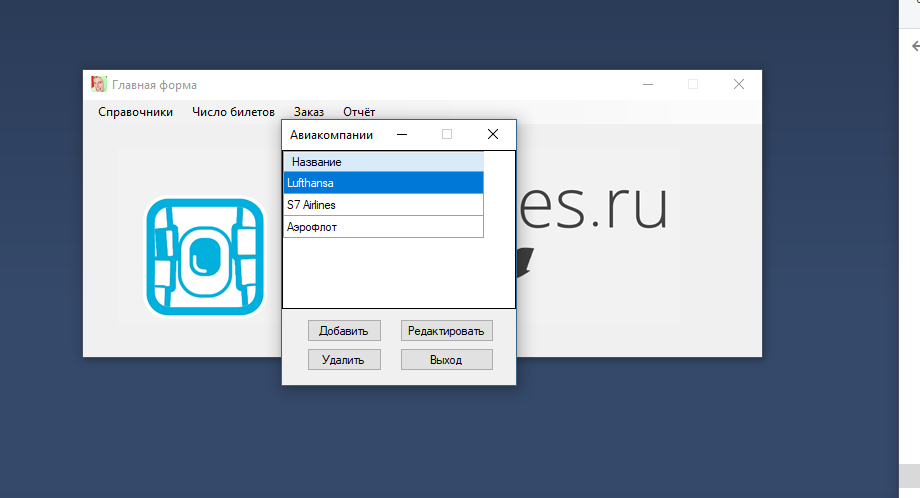 Главная форма
Справочники Число билетов Заказ Отчёт
Авиакомпании
Название
Lufthansa
S7 Airlines
Аэрофлот
es.ru
Добавить Редактировать
Удалить Выход